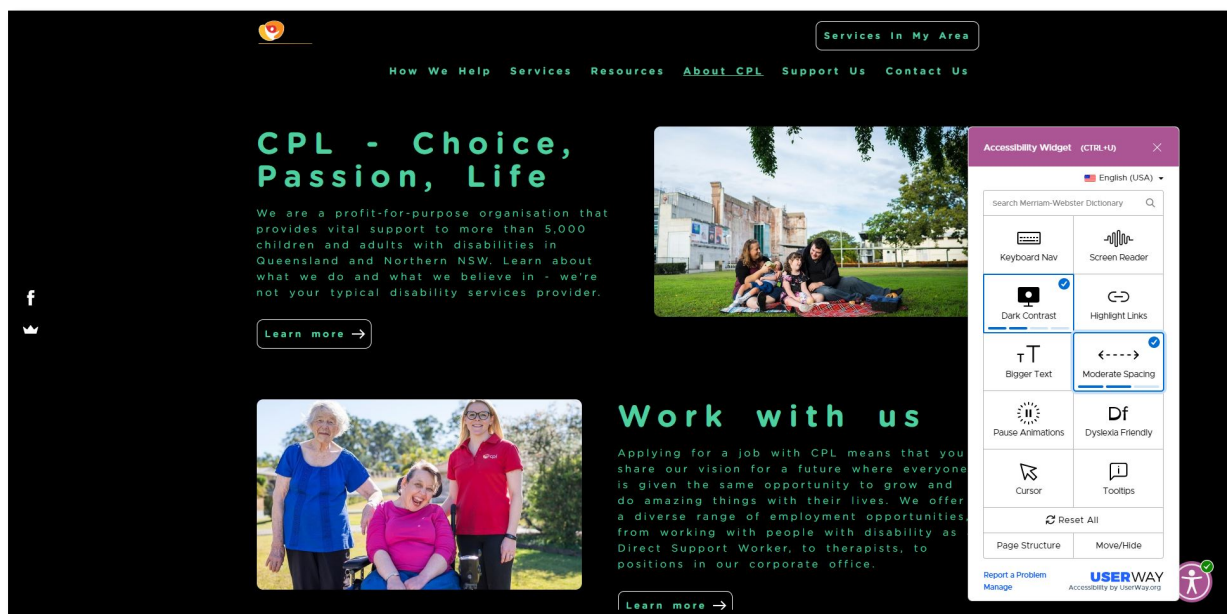 Services In My Area
How We Help Services Resources About CPL Support Us Contact Us
CPL - Choice,
Passion, Life
We are a profit-for-purpose organisation that
provides vital support to more than 5,000
children and adults with disabilities in
Queensland and Northern NSW. Learn about
what we do and what we believe in - we're
not your typical disability services provider.
Learn more →
Work with us
Applying for a job with CPL means that you
share our vision for a future where everyone
is given the same opportunity to grow and
do amazing things with their lives. We offer
a diverse range of employment opportunities,
from working with people with disability as
Direct Support Worker, to therapists, to
positions in our corporate office.
Learn more →
cpl
Accessibility Widget (CTRL+U)
English (USA)
Search Merriam-Webster Dictionary
Keyboard Nav
Screen Reader
Dark Contrast
Highlight Links
Bigger Text
Moderate Spacing
Pause Animations
Df
Dyslexia Friendly
Cursor
Tooltips
Reset All
Page Structure
Move/Hide
Report a Problem
Manage
USERWAY
Accessibility by UserWay.org